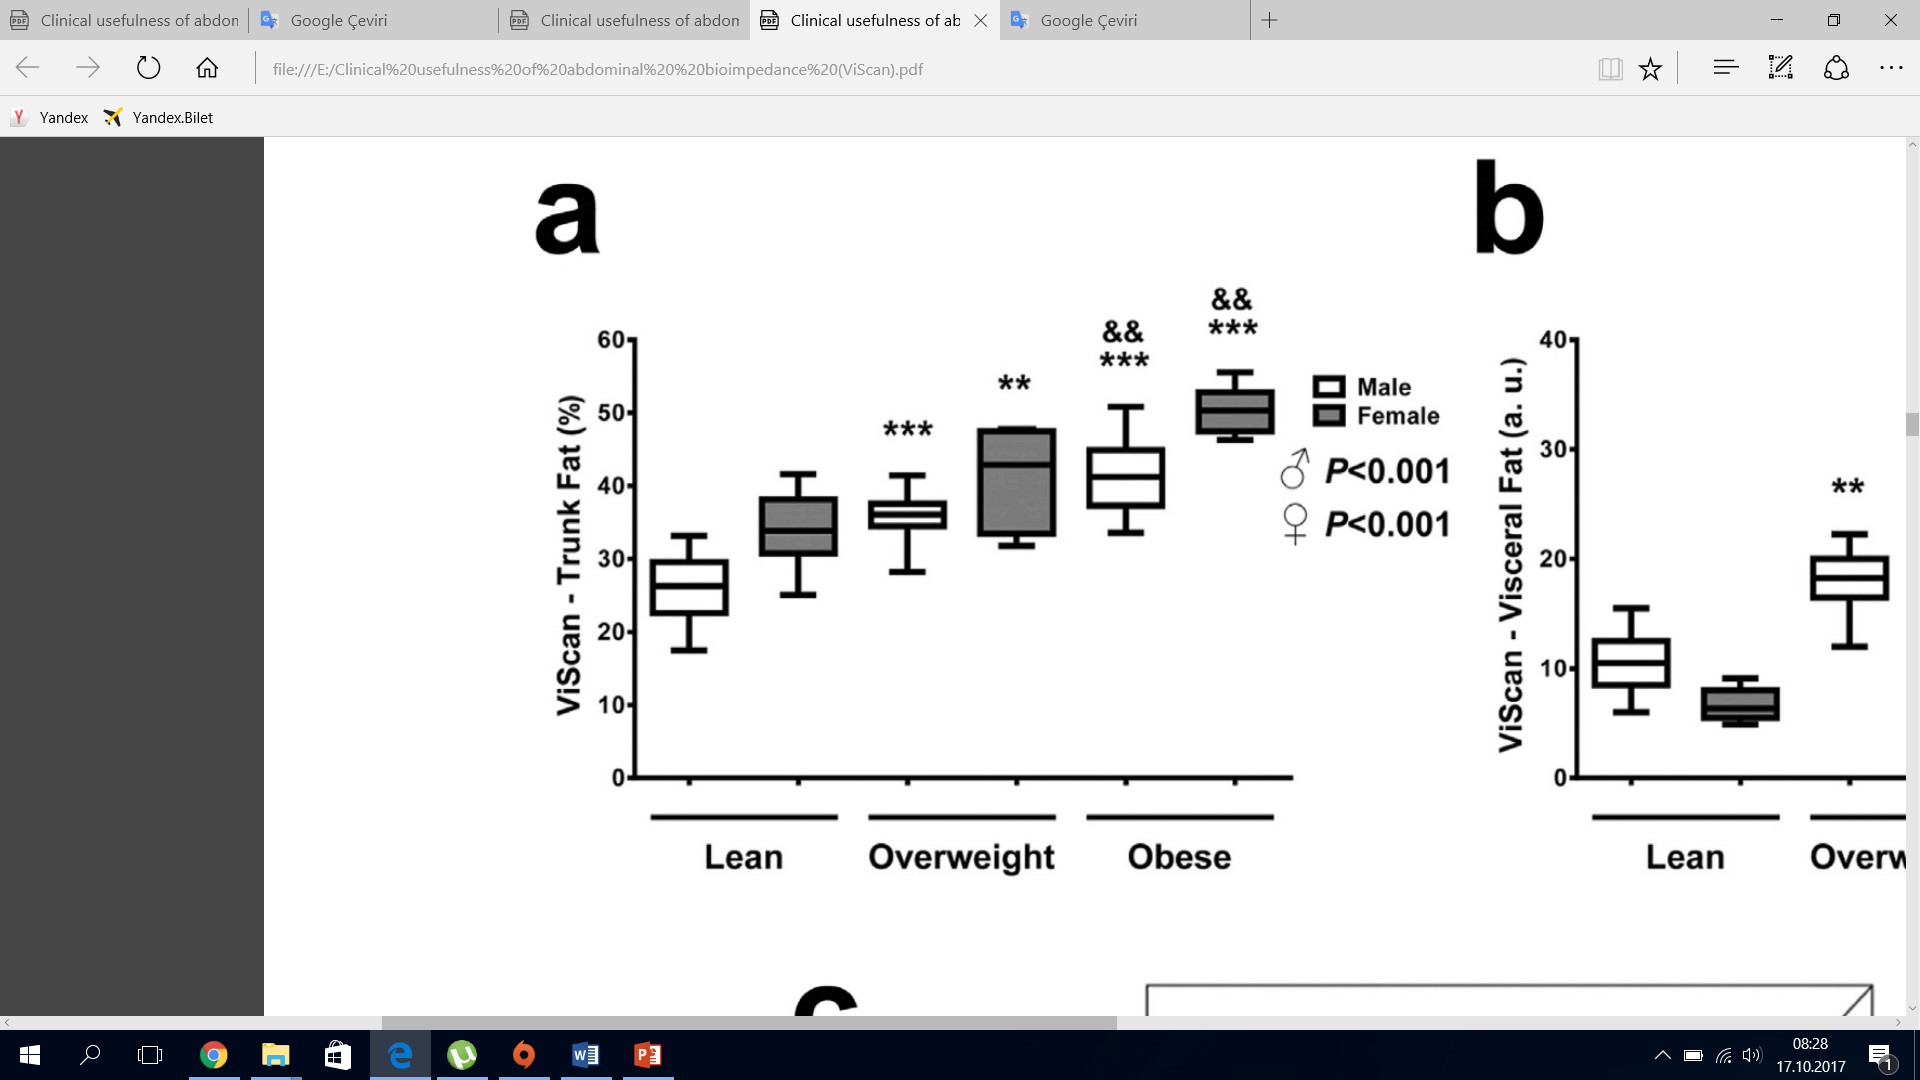 Clinical usefulness of abdon
Google Çeviri
Clinical usefulness of abdon
Clinical usefulness of ab
Google Çeviri
file:///E:/Clinical%20usefulness%20of%20abdominal%20%20bioimpedance%20(ViScan).pdf
Yandex
Yandex.Bilet
a
ViScan - Trunk Fat (%)
60
50
40
30
20
10
0
***
**
&&
***
&&
***
Male
Female
♂ P<0.001
♀ P<0.001
Lean
Overweight
Obese
b
ViScan - Visceral Fat (a. u.)
40
30
20
10
0
**
Lean
Overw
c
08:28
17.10.2017
1